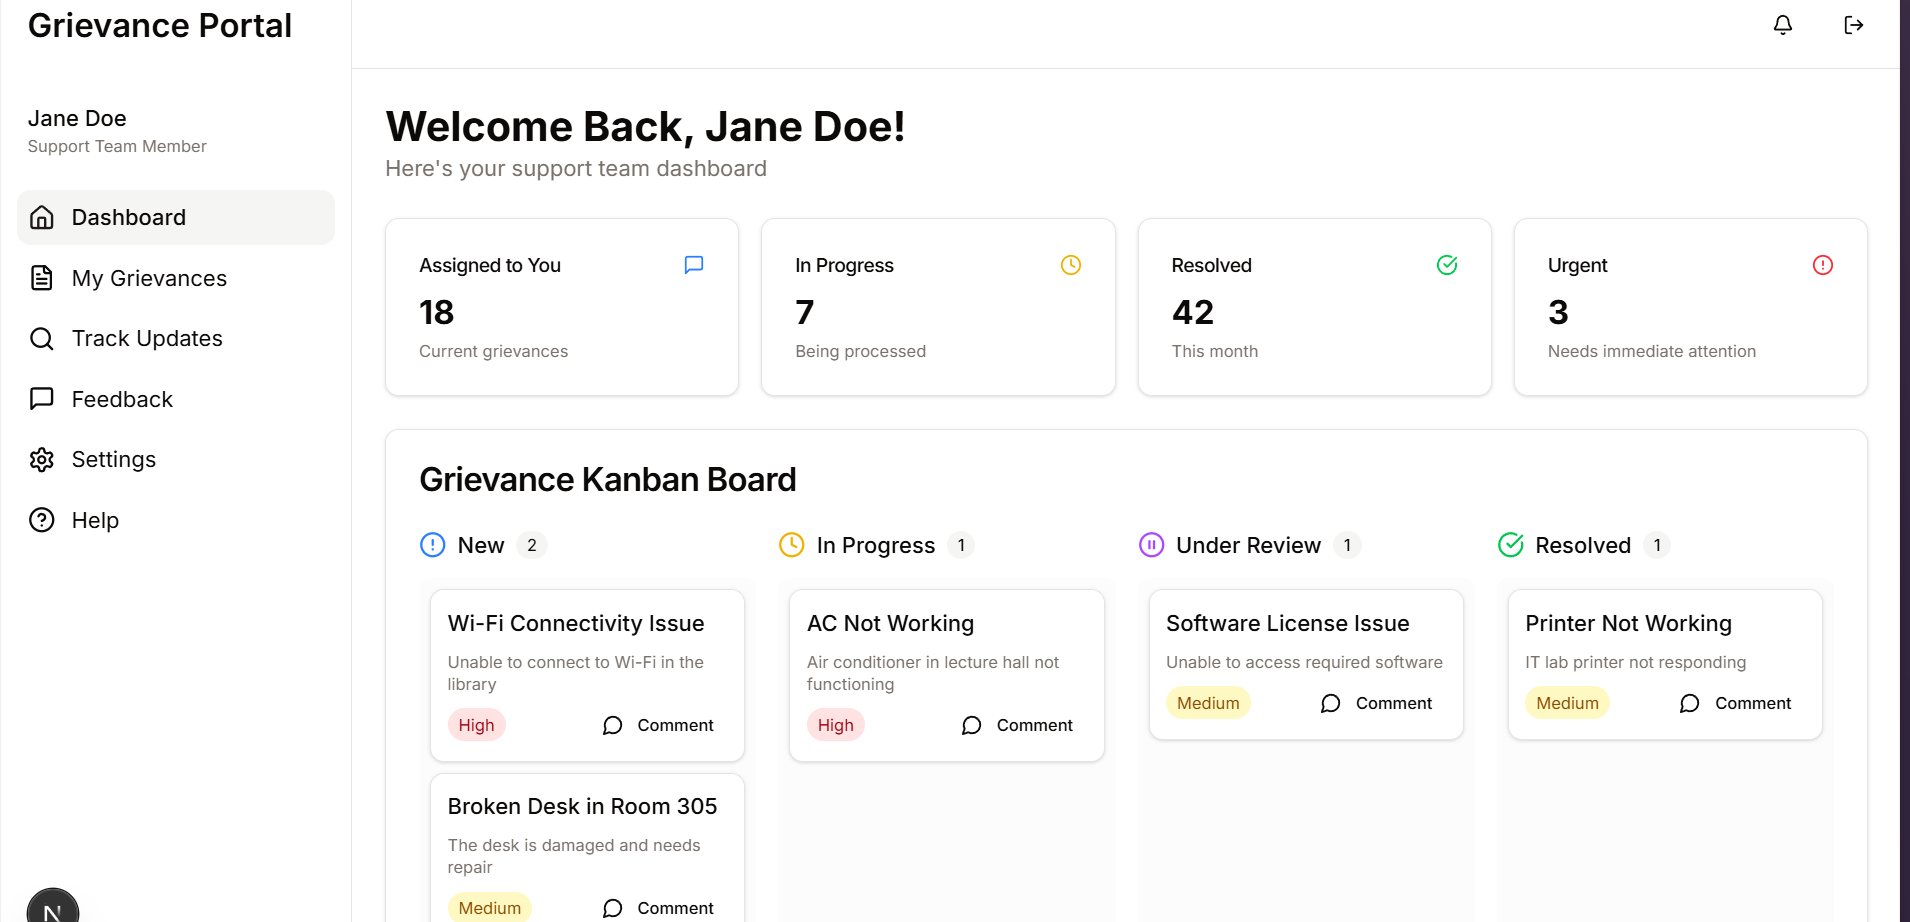 Grievance Portal
Jane Doe
Support Team Member
Dashboard
My Grievances
Track Updates
Feedback
Settings
Help
N
Welcome Back, Jane Doe!
Here's your support team dashboard
Assigned to You
18
Current grievances
In Progress
7
Being processed
Resolved
42
This month
Urgent
3
Needs immediate attention
Grievance Kanban Board
New 2
Wi-Fi Connectivity Issue
Unable to connect to Wi-Fi in the
library
High Comment
Broken Desk in Room 305
The desk is damaged and needs
repair
Medium Comment
In Progress 1
AC Not Working
Air conditioner in lecture hall not
functioning
High Comment
Under Review 1
Software License Issue
Unable to access required software
Medium Comment
Resolved 1
Printer Not Working
IT lab printer not responding
Medium Comment